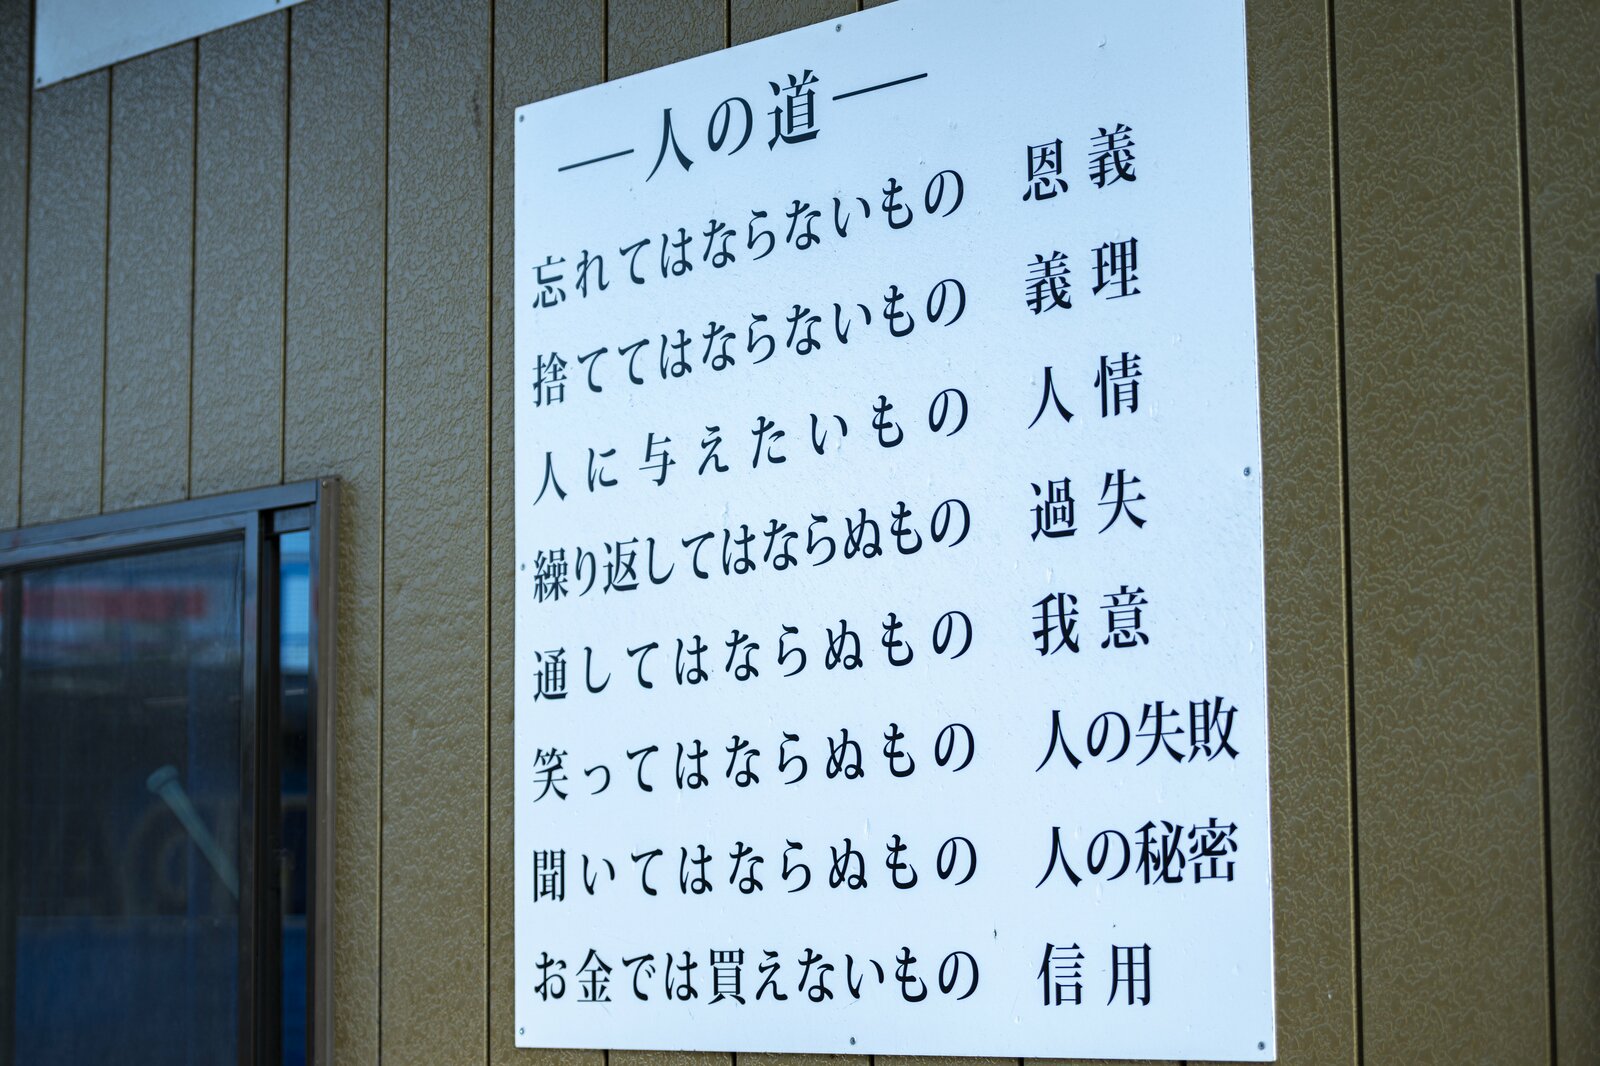 ―人の道―
忘れてはならないもの 恩義
捨ててはならないもの 義理
人に与えたいもの 人情
繰り返してはならぬもの 過失
通してはならぬもの 我意
笑ってはならぬもの 人の失敗
聞いてはならぬもの 人の秘密
お金では買えないもの 信用